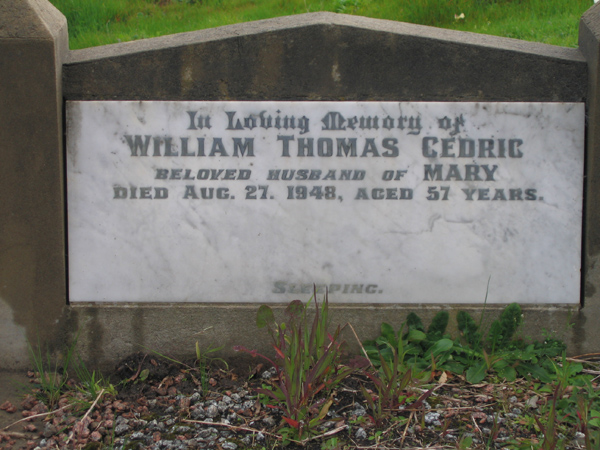 In Loving Memory of
WILLIAM THOMAS CEDRIC
BELOVED HUSBAND OF MARY
DIED AUG. 27. 1948, AGED 57 YEARS.
SLEEPING.